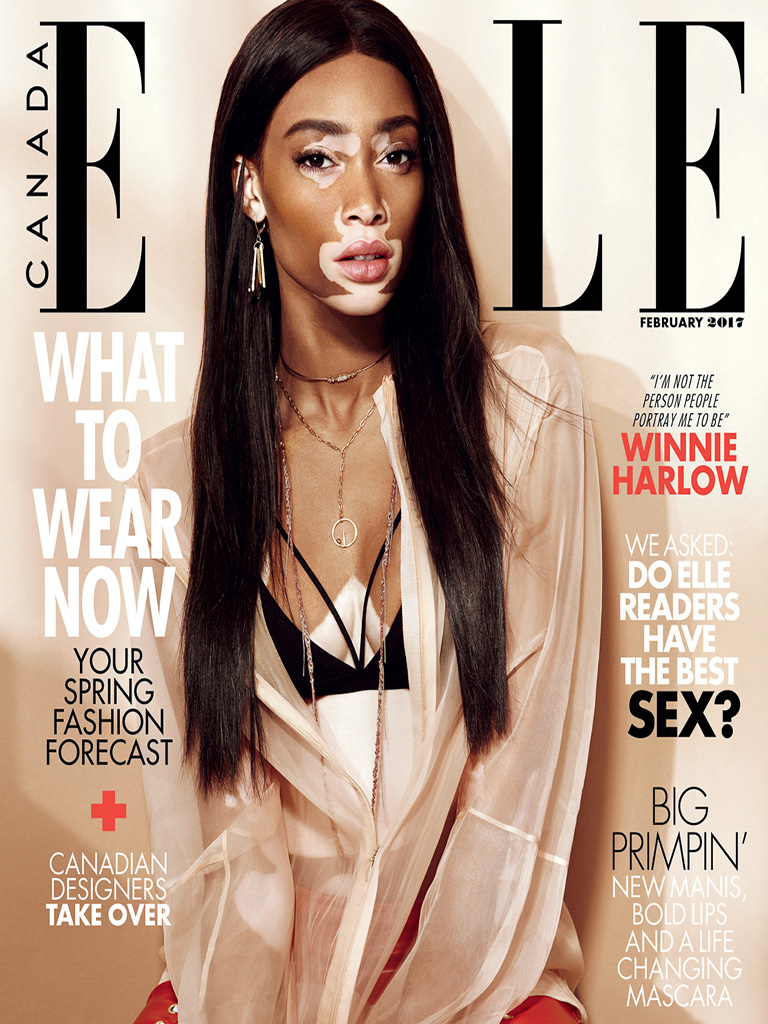 CANADA
ELLE
FEBRUARY 2017
WHAT
TO
WEAR
NOW
YOUR
SPRING
FASHION
FORECAST
+
CANADIAN
DESIGNERS
TAKE OVER
“I'M NOT THE
PERSON PEOPLE
PORTRAY ME TO BE”
WINNIE
HARLOW
WE ASKED:
DO ELLE
READERS
HAVE
THE BEST
SEX?
BIG
PRIMPIN'
NEW MANIS,
BOLD LIPS
AND A LIFE
CHANGING
MASCARA